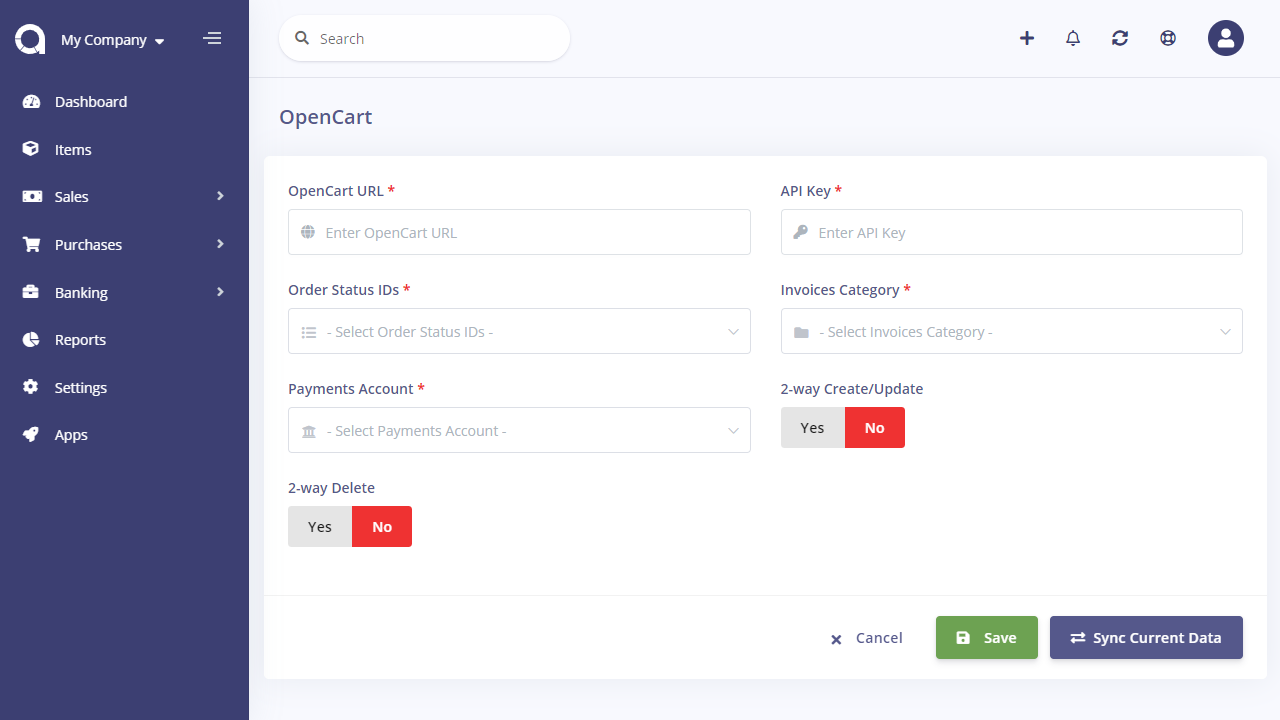 My Company
Search
Dashboard
Items
Sales
Purchases
Banking
Reports
Settings
Apps
OpenCart
OpenCart URL *
Enter OpenCart URL
API Key *
Enter API Key
Order Status IDs *
- Select Order Status IDs -
Invoices Category *
- Select Invoices Category -
Payments Account *
- Select Payments Account -
2-way Create/Update
Yes No
2-way Delete
Yes No
Cancel
Save
Sync Current Data